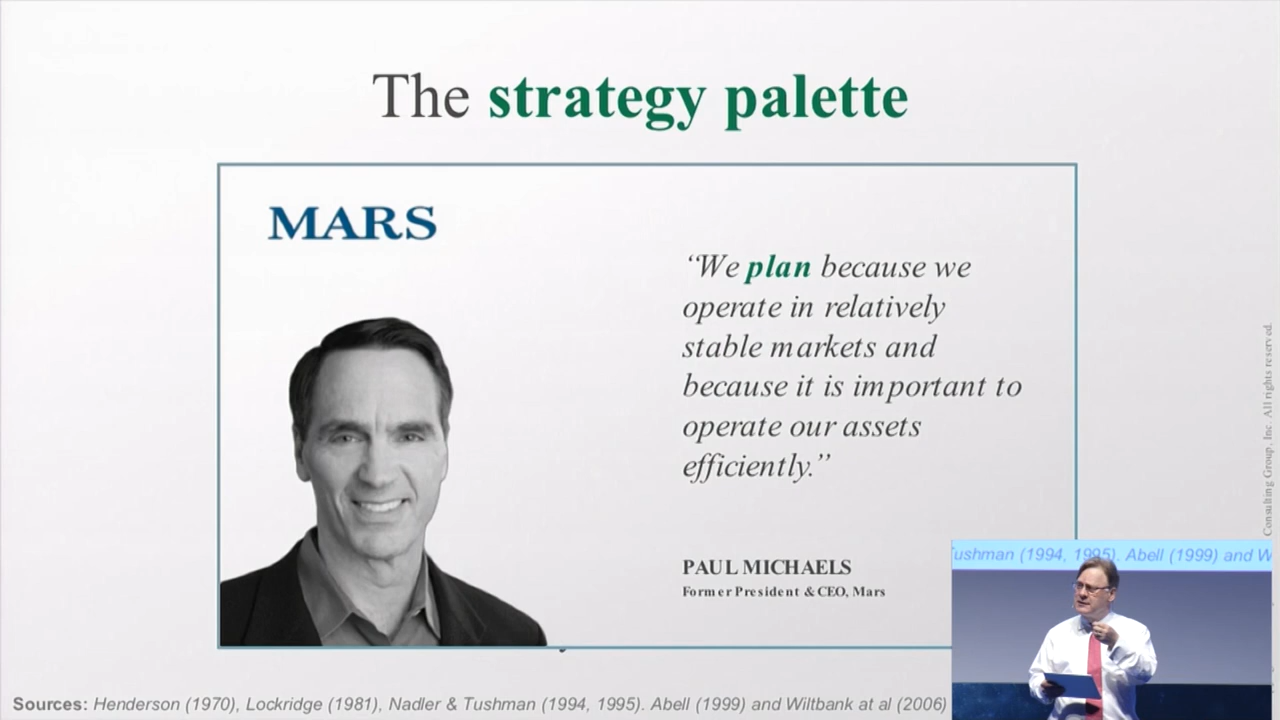 The strategy palette
MARS
“We plan because we
operate in relatively
stable markets and
because it is important to
operate our assets
efficiently.”
PAUL MICHAELS
Former President & CEO, Mars
Sources: Henderson (1970), Lockridge (1981), Nadler & Tushman (1994, 1995). Abell (1999) and Wiltbank at al (2006)
Consulting Group, Inc. All rights reserved.
Tushman (1994, 1995). Abell (1999) and W